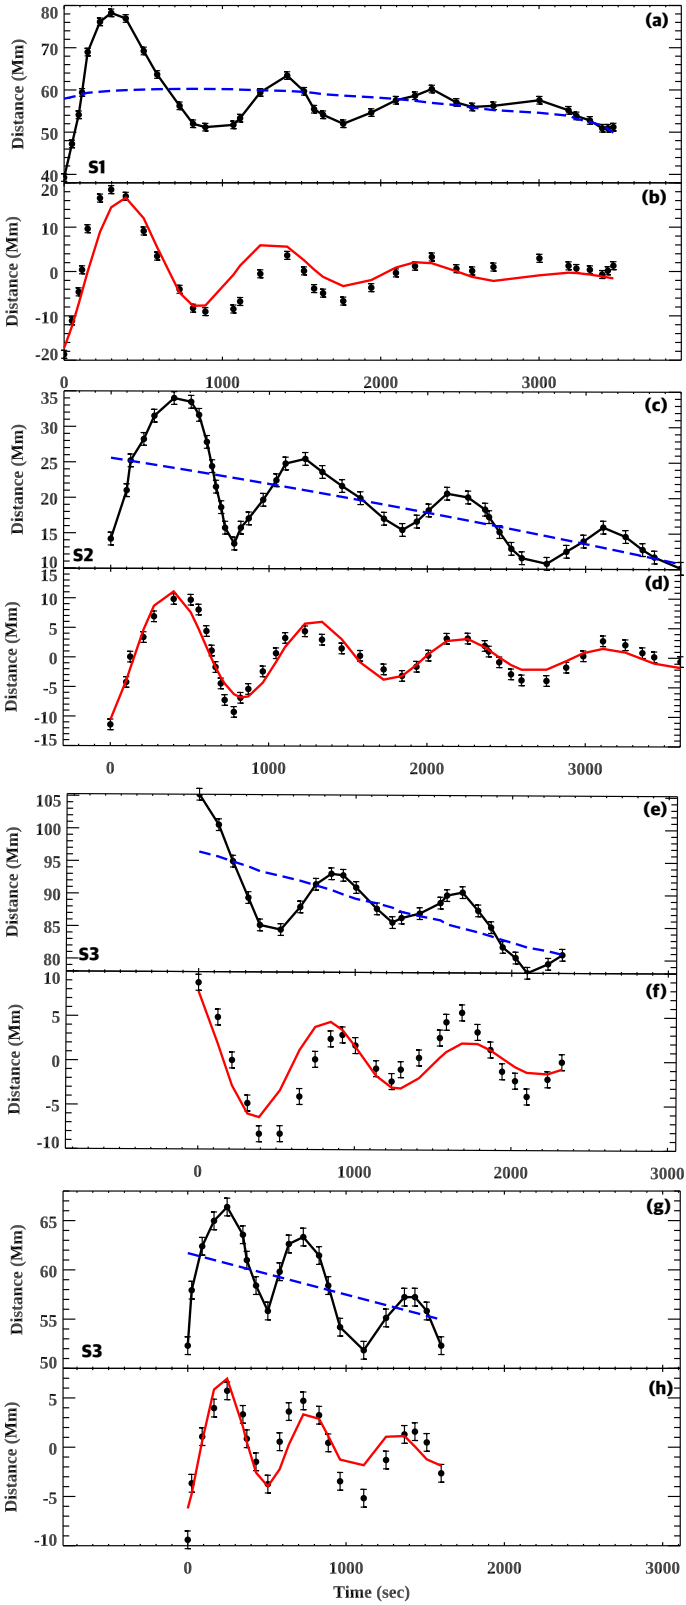 80
70
60
50
40
Distance (Mm)
(a)
S1
20
10
0
-10
-20
Distance (Mm)
(b)
0 1000 2000 3000
35
30
25
20
15
10
Distance (Mm)
(c)
S2
15
10
5
0
-5
-10
-15
Distance (Mm)
(d)
0 1000 2000 3000
105
100
95
90
85
80
Distance (Mm)
(e)
S3
10
5
0
-5
-10
Distance (Mm)
(f)
0 1000 2000 3000
65
60
55
50
Distance (Mm)
(g)
S3
5
0
-5
-10
Distance (Mm)
(h)
0 1000 2000 3000
Time (sec)